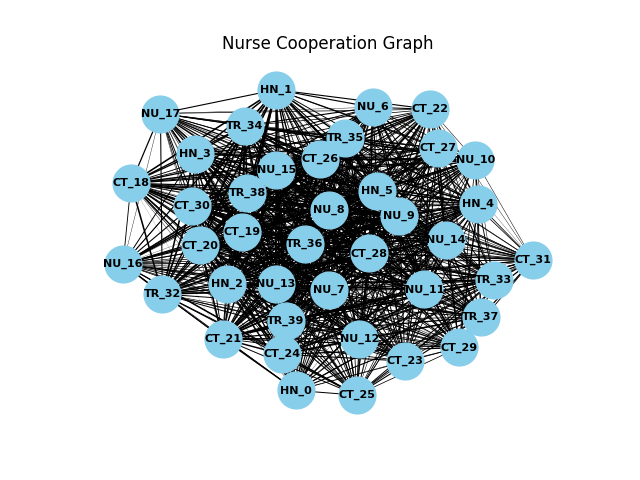 Nurse Cooperation Graph
HN_1
NU_6
CT_22
NU_17
TR_34
TR_35
CT_27
HN_3
CT_26
NU_10
NU_15
CT_18
TR_38
HN_5
HN_4
CT_30
NU_8
NU_9
CT_19
NU_14
CT_20
TR_36
CT_28
CT_31
NU_16
TR_33
HN_2
NU_13
TR_32
NU_7
NU_11
TR_39
TR_37
CT_21
NU_12
CT_29
CT_24
CT_23
HN_0
CT_25